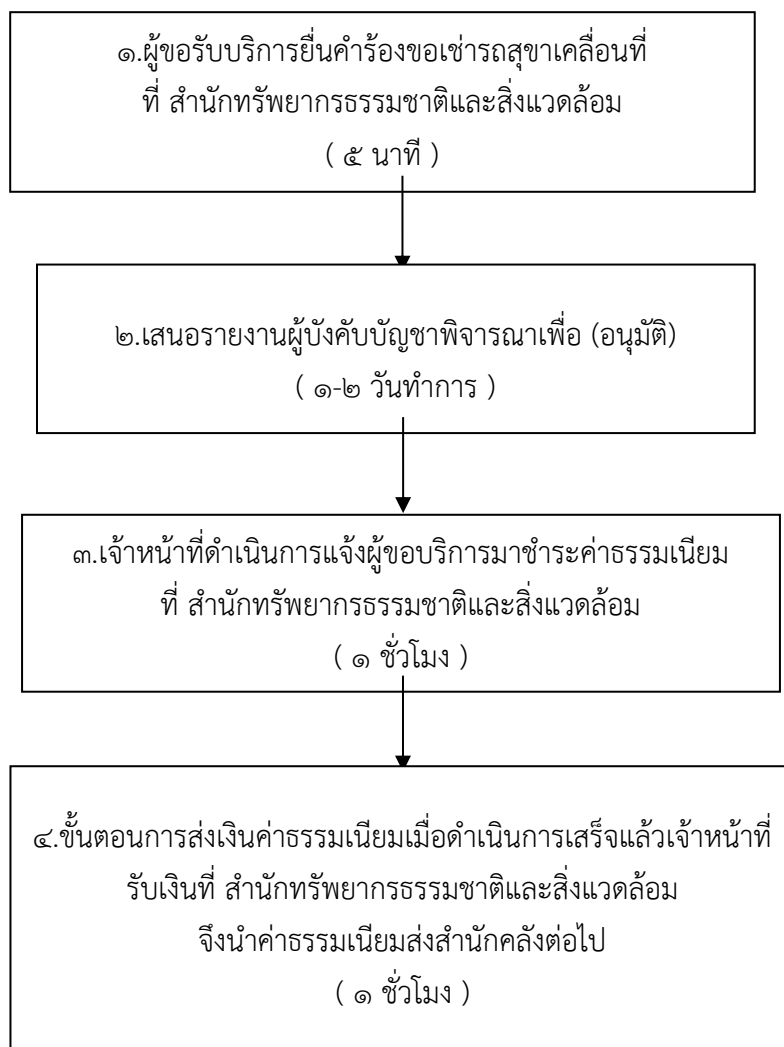 ๑.ผู้ขอรับบริการยื่นคำร้องขอเช่ารถสุขาเคลื่อนที่
ที่ สำนักทรัพยากรธรรมชาติและสิ่งแวดล้อม
( ๕ นาที )
๒.เสนอรายงานผู้บังคับบัญชาพิจารณาเพื่อ (อนุมัติ)
( ๑-๒ วันทำการ )
๓.เจ้าหน้าที่ดำเนินการแจ้งผู้ขอบริการมาชำระค่าธรรมเนียม
ที่ สำนักทรัพยากรธรรมชาติและสิ่งแวดล้อม
( ๑ ชั่วโมง )
๔.ขั้นตอนการส่งเงินค่าธรรมเนียมเมื่อดำเนินการเสร็จแล้วเจ้าหน้าที่
รับเงินที่ สำนักทรัพยากรธรรมชาติและสิ่งแวดล้อม
จึงนำค่าธรรมเนียมส่งสำนักคลังต่อไป
( ๑ ชั่วโมง )